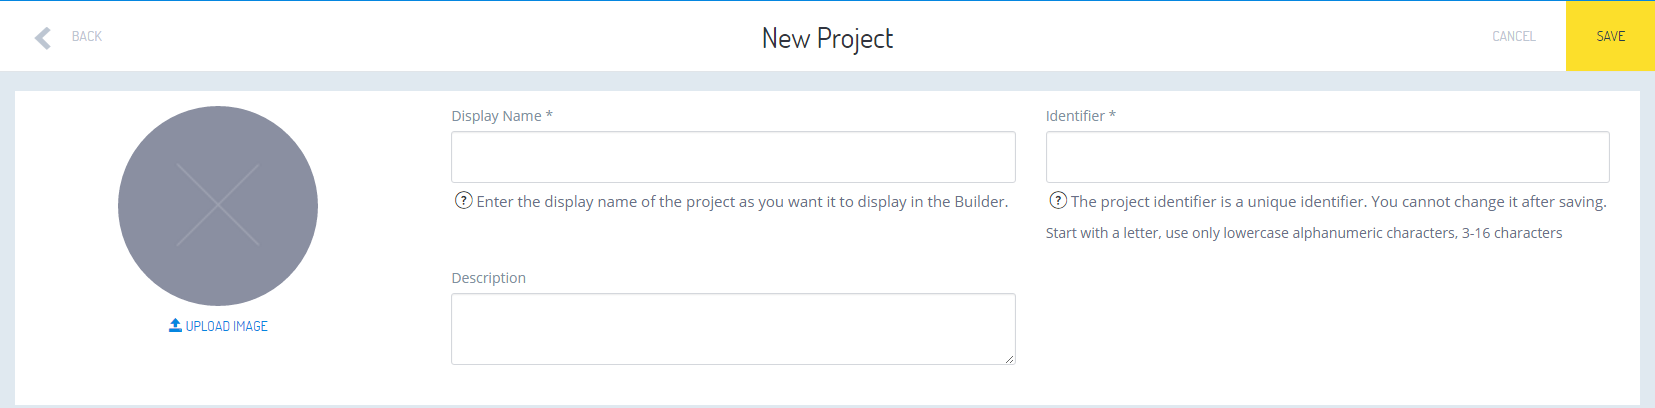 BACK
New Project
CANCEL
SAVE
Display Name *
Identifier *
? Enter the display name of the project as you want it to display in the Builder.
? The project identifier is a unique identifier. You cannot change it after saving.
Start with a letter, use only lowercase alphanumeric characters, 3-16 characters
Description
UPLOAD IMAGE